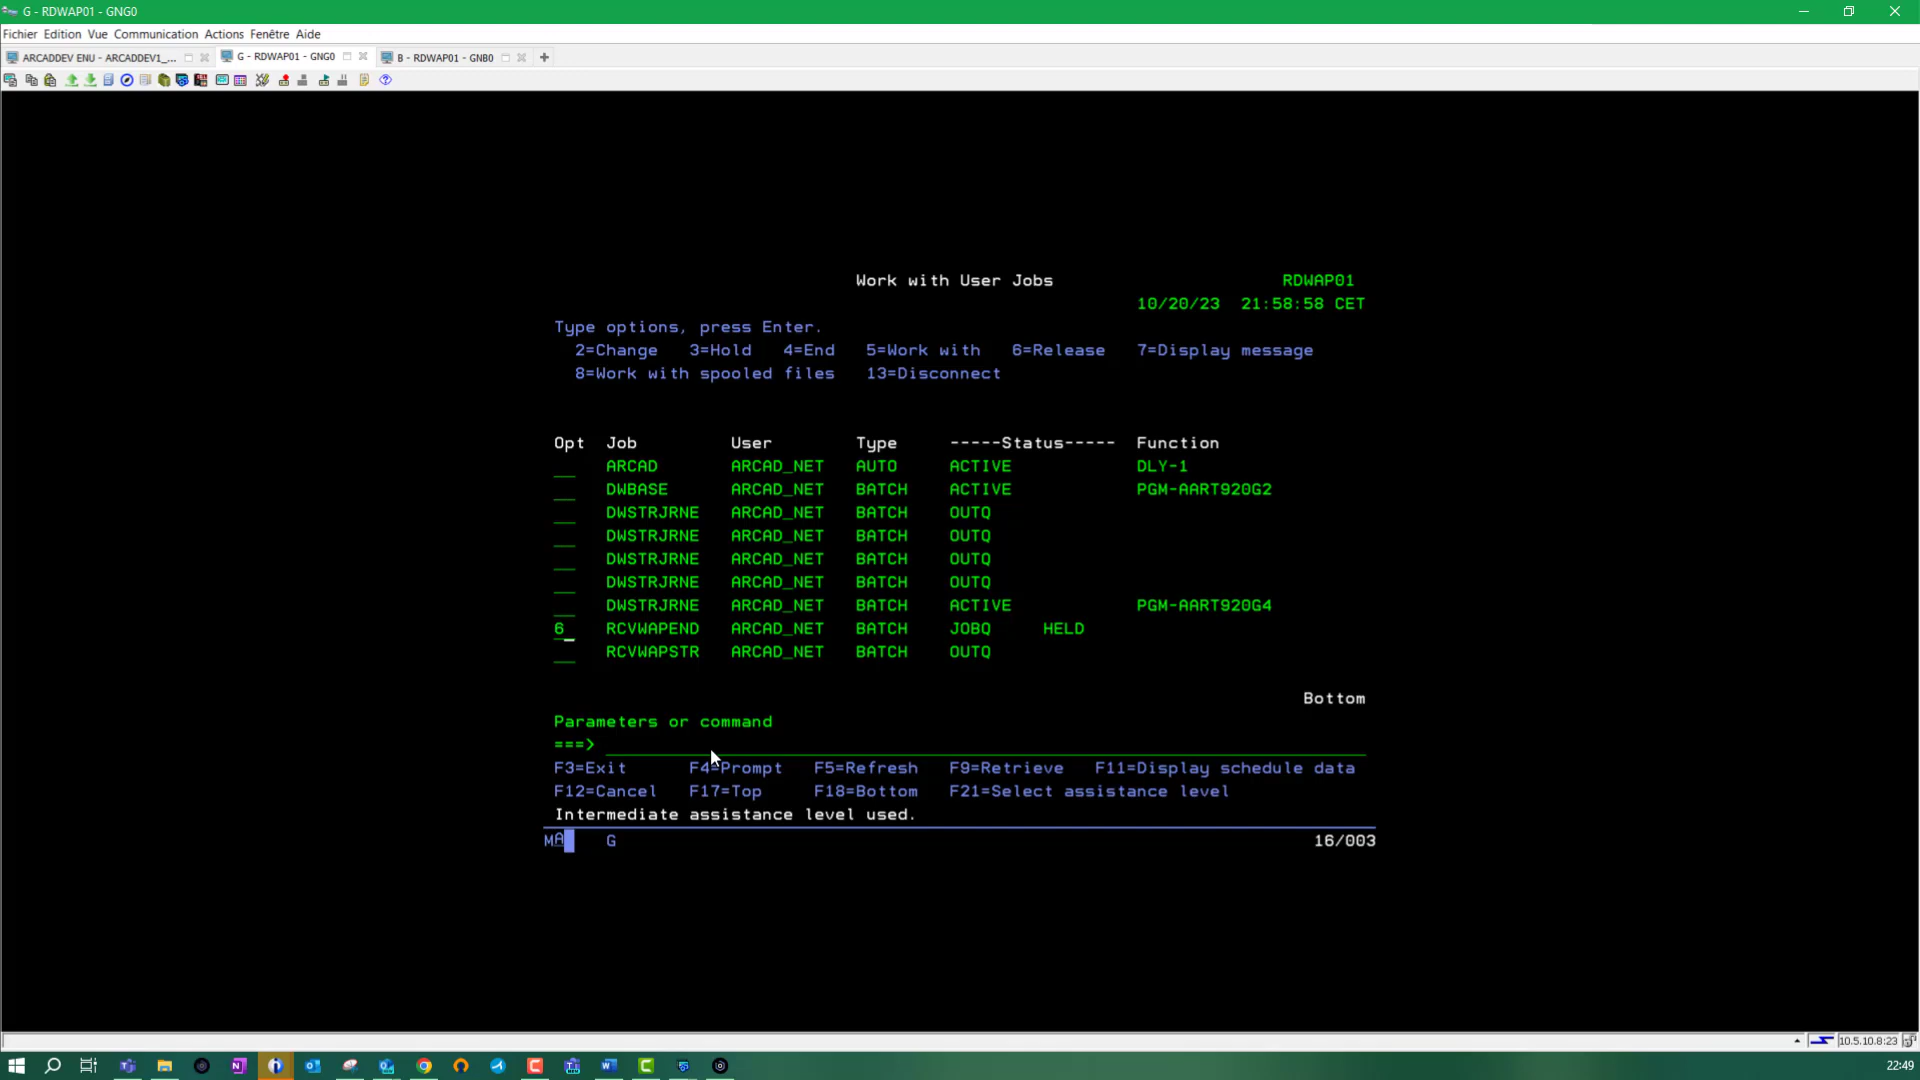 G - RDWAP01 - GNG0
Fichier Edition Vue Communication Actions Fenêtre Aide
ARCADDEV ENU - ARCADDEV1_... G - RDWAP01 - GNG0 B - RDWAP01 - GNB0 +
Work with User Jobs RDWAP01
10/20/23 21:58:58 CET
Type options, press Enter.
2=Change 3=Hold 4=End 5=Work with 6=Release 7=Display message
8=Work with spooled files 13=Disconnect
Opt Job User Type -----Status----- Function
ARCAD ARCAD_NET AUTO ACTIVE DLY-1
DWBASE ARCAD_NET BATCH ACTIVE PGM-AART920G2
DWSTRJRNE ARCAD_NET BATCH OUTQ
DWSTRJRNE ARCAD_NET BATCH OUTQ
DWSTRJRNE ARCAD_NET BATCH OUTQ
DWSTRJRNE ARCAD_NET BATCH OUTQ
DWSTRJRNE ARCAD_NET BATCH ACTIVE PGM-AART920G4
6 RCVWAPEND ARCAD_NET BATCH JOBQ HELD
RCVWAPSTR ARCAD_NET BATCH OUTQ
Bottom
Parameters or command
===>
F3=Exit F4=Prompt F5=Refresh F9=Retrieve F11=Display schedule data
F12=Cancel F17=Top F18=Bottom F21=Select assistance level
Intermediate assistance level used.
MA G 16/003
10.5.10.8:23
22:49